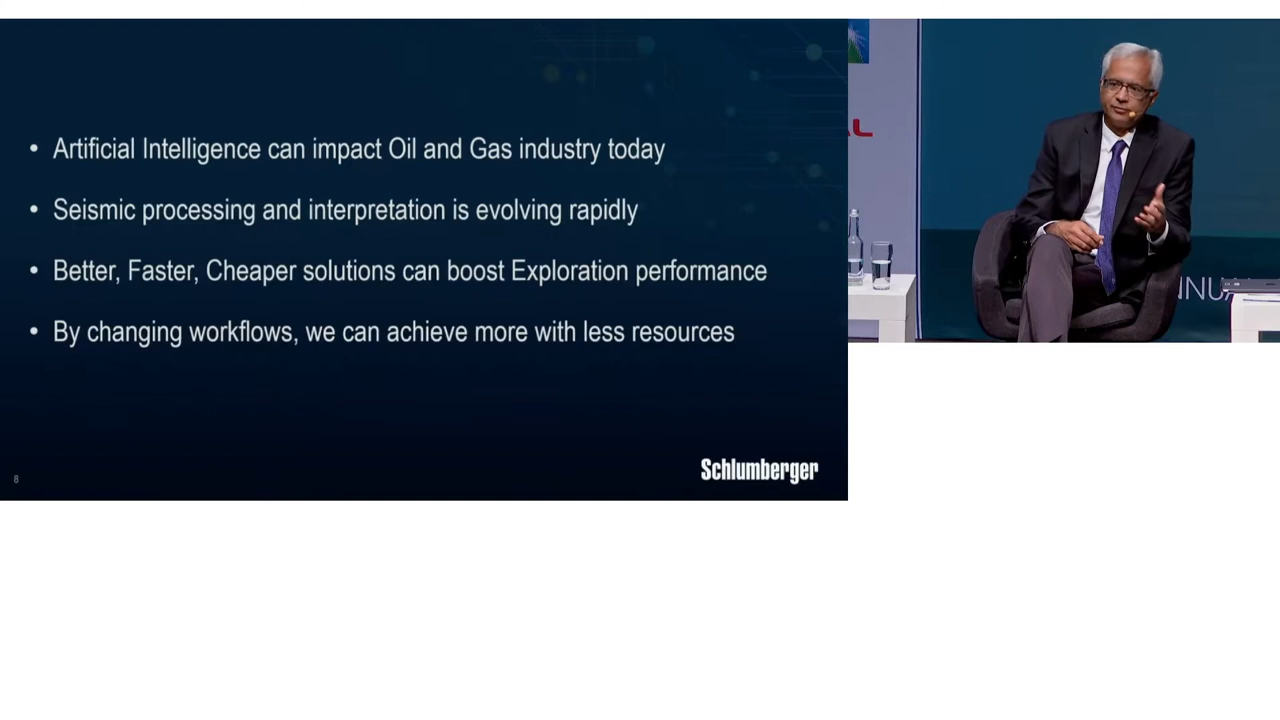 • Artificial Intelligence can impact Oil and Gas industry today
• Seismic processing and interpretation is evolving rapidly
• Better, Faster, Cheaper solutions can boost Exploration performance
• By changing workflows, we can achieve more with less resources
Schlumberger
8